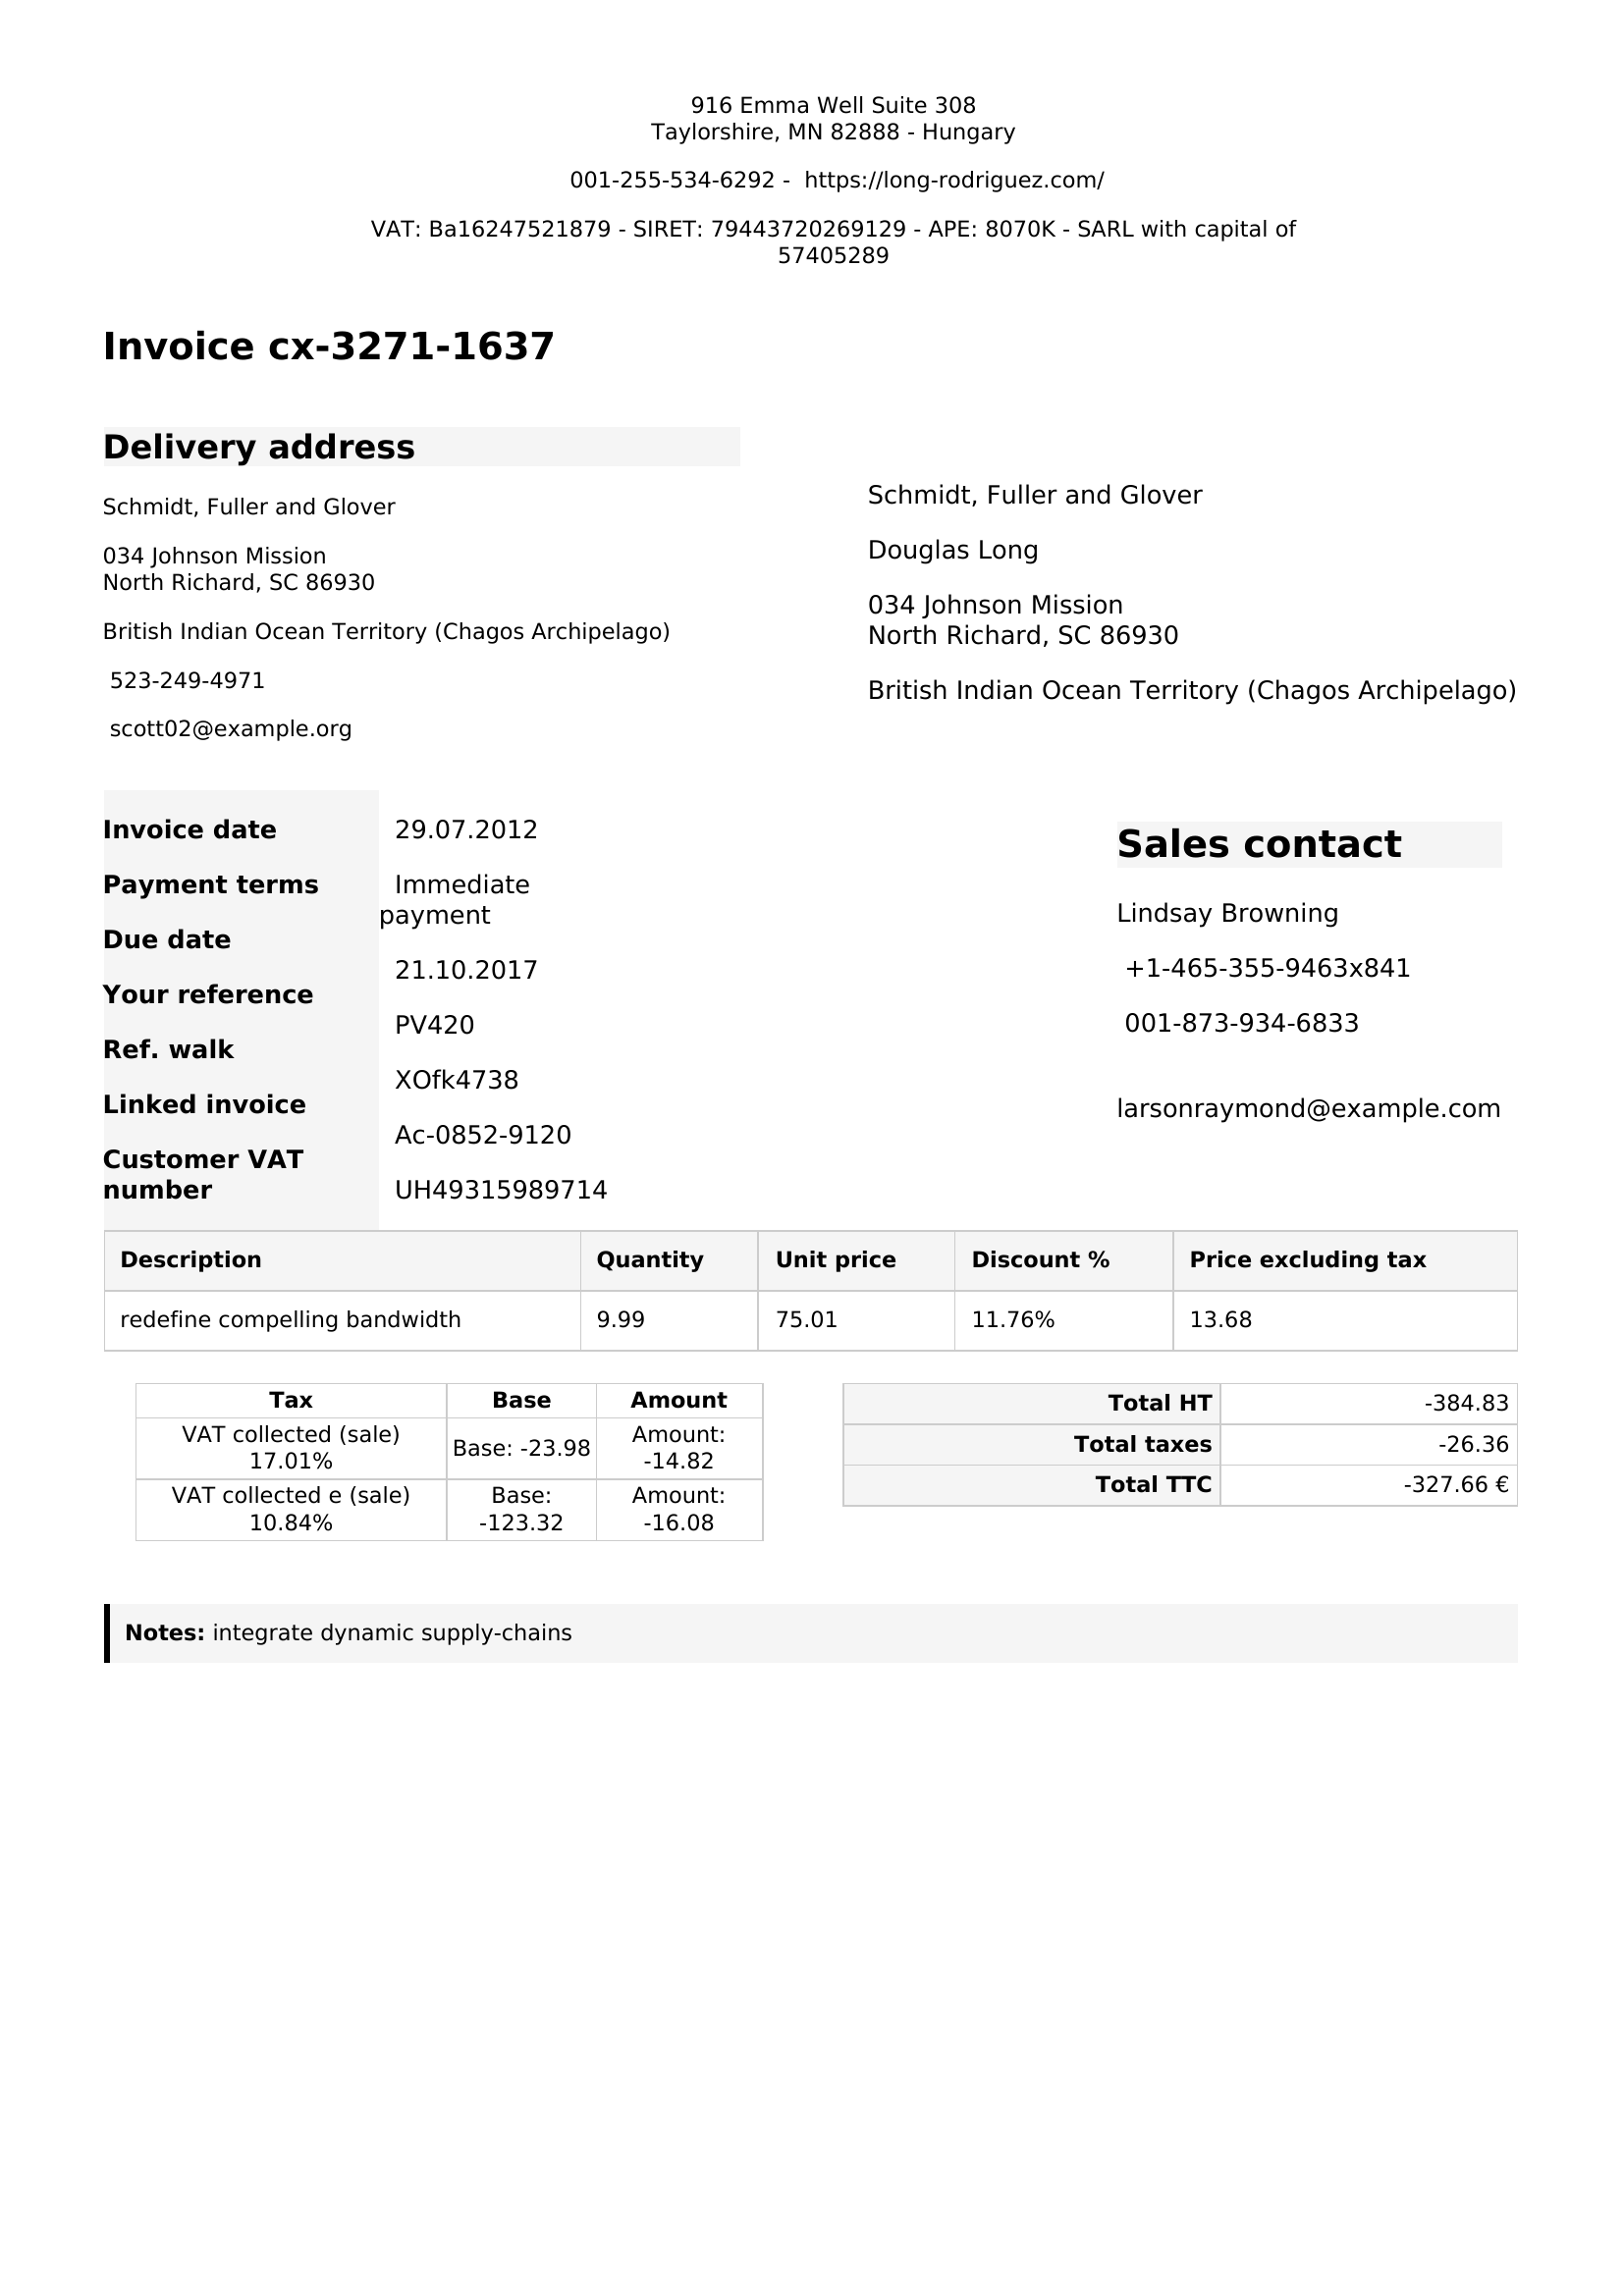 916 Emma Well Suite 308
Taylorshire, MN 82888 - Hungary
001-255-534-6292 - https://long-rodriguez.com/
VAT: Ba16247521879 - SIRET: 79443720269129 - APE: 8070K - SARL with capital of
57405289
Invoice cx-3271-1637
Delivery address
Schmidt, Fuller and Glover
034 Johnson Mission
North Richard, SC 86930
British Indian Ocean Territory (Chagos Archipelago)
523-249-4971
scott02@example.org
Schmidt, Fuller and Glover
Douglas Long
034 Johnson Mission
North Richard, SC 86930
British Indian Ocean Territory (Chagos Archipelago)
Invoice date
Payment terms
Due date
Your reference
Ref. walk
Linked invoice
Customer VAT
number
29.07.2012
Immediate
payment
21.10.2017
PV420
XOfk4738
Ac-0852-9120
UH49315989714
Sales contact
Lindsay Browning
+1-465-355-9463x841
001-873-934-6833
larsonraymond@example.com
Description Quantity Unit price Discount % Price excluding tax
redefine compelling bandwidth 9.99 75.01 11.76% 13.68
Tax Base Amount
VAT collected (sale)
17.01%
Base: -23.98
Amount:
-14.82
VAT collected e (sale)
10.84%
Base:
-123.32
Amount:
-16.08
Total HT -384.83
Total taxes -26.36
Total TTC -327.66 €
Notes: integrate dynamic supply-chains